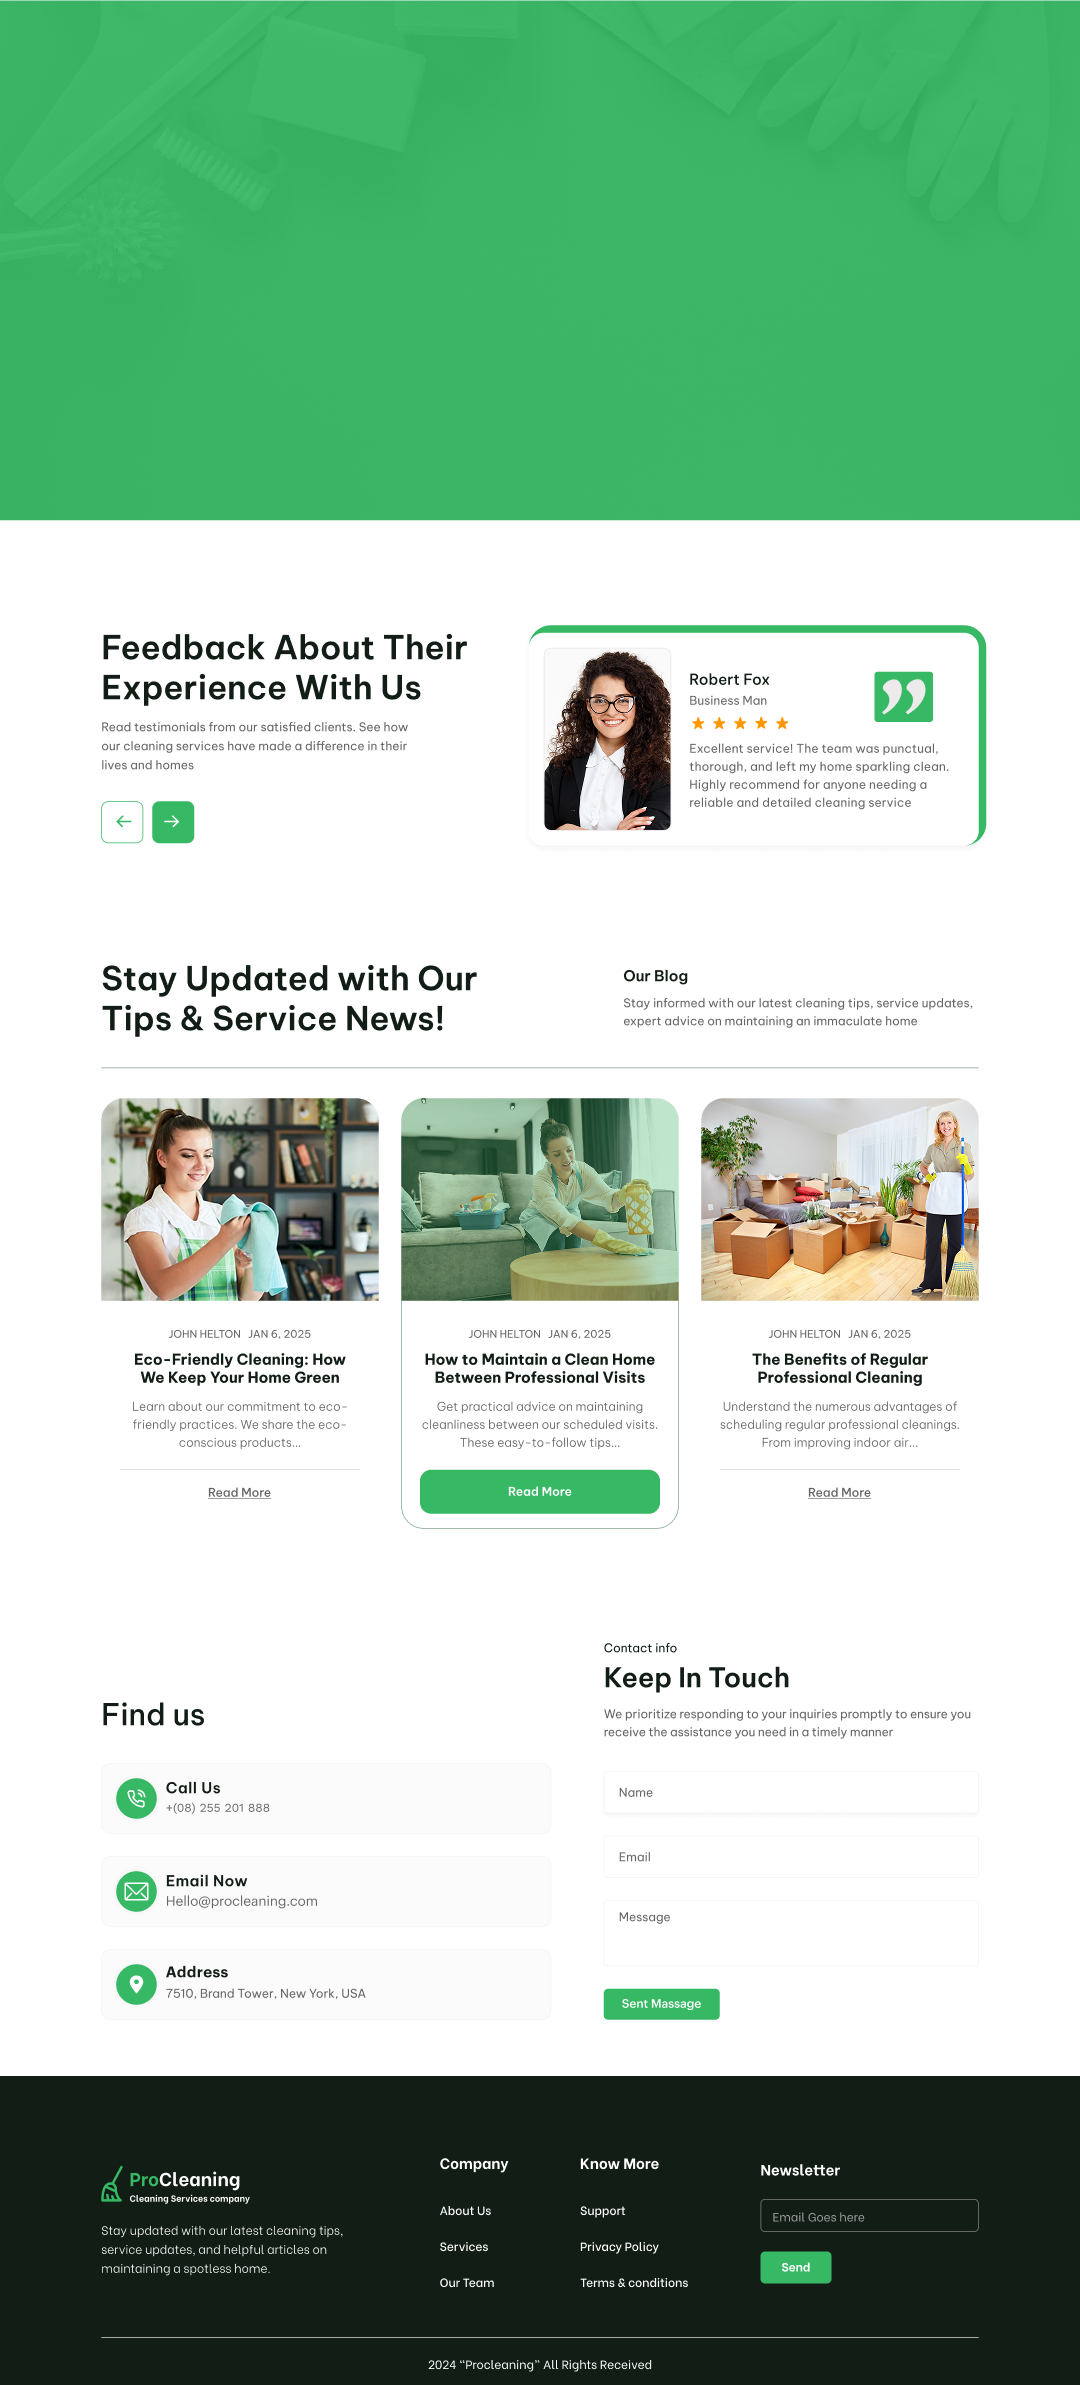 Feedback About Their
Experience With Us
Read testimonials from our satisfied clients. See how
our cleaning services have made a difference in their
lives and homes
Robert Fox
Business Man
Excellent service! The team was punctual,
thorough, and left my home sparkling clean.
Highly recommend for anyone needing a
reliable and detailed cleaning service
Stay Updated with Our
Tips & Service News!
Our Blog
Stay informed with our latest cleaning tips, service updates,
expert advice on maintaining an immaculate home
JOHN HELTON JAN 6, 2025
Eco-Friendly Cleaning: How
We Keep Your Home Green
Learn about our commitment to eco-
friendly practices. We share the eco-
conscious products...
Read More
JOHN HELTON JAN 6, 2025
How to Maintain a Clean Home
Between Professional Visits
Get practical advice on maintaining
cleanliness between our scheduled visits.
These easy-to-follow tips...
Read More
JOHN HELTON JAN 6, 2025
The Benefits of Regular
Professional Cleaning
Understand the numerous advantages of
scheduling regular professional cleanings.
From improving indoor air...
Read More
Find us
Call Us
+(08) 255 201 888
Email Now
Hello@procleaning.com
Address
7510, Brand Tower, New York, USA
Contact info
Keep In Touch
We prioritize responding to your inquiries promptly to ensure you
receive the assistance you need in a timely manner
Name
Email
Message
Sent Massage
ProCleaning
Cleaning Services company
Stay updated with our latest cleaning tips,
service updates, and helpful articles on
maintaining a spotless home.
Company
About Us
Services
Our Team
Know More
Support
Privacy Policy
Terms & conditions
Newsletter
Email Goes here
Send
2024 "Procleaning" All Rights Received